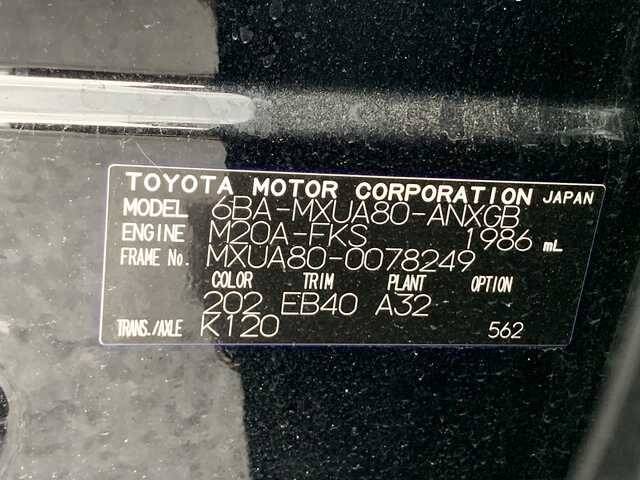 TOYOTA MOTOR CORPORATION JAPAN
MODEL 6BA-MXUA80-ANXGB
ENGINE M20A-FKS 1986 mL
FRAME No. MXUA80-0078249
COLOR TRIM PLANT OPTION
202 EB40 A32
TRANS./AXLE K120 562